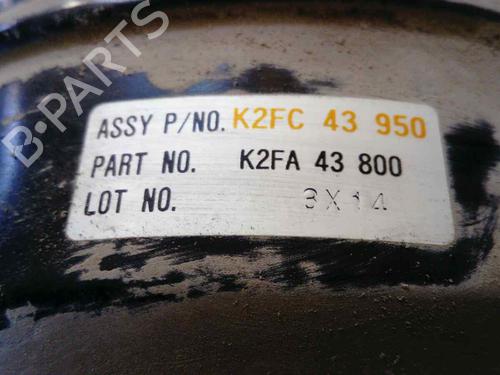 B-PARTS
ASSY P/NO. K2FC 43 950
PART NO. K2FA 43 800
LOT NO. 3X14